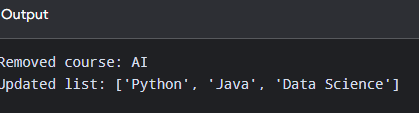 Output
Removed course: AI
Updated list: ['Python', 'Java', 'Data Science']